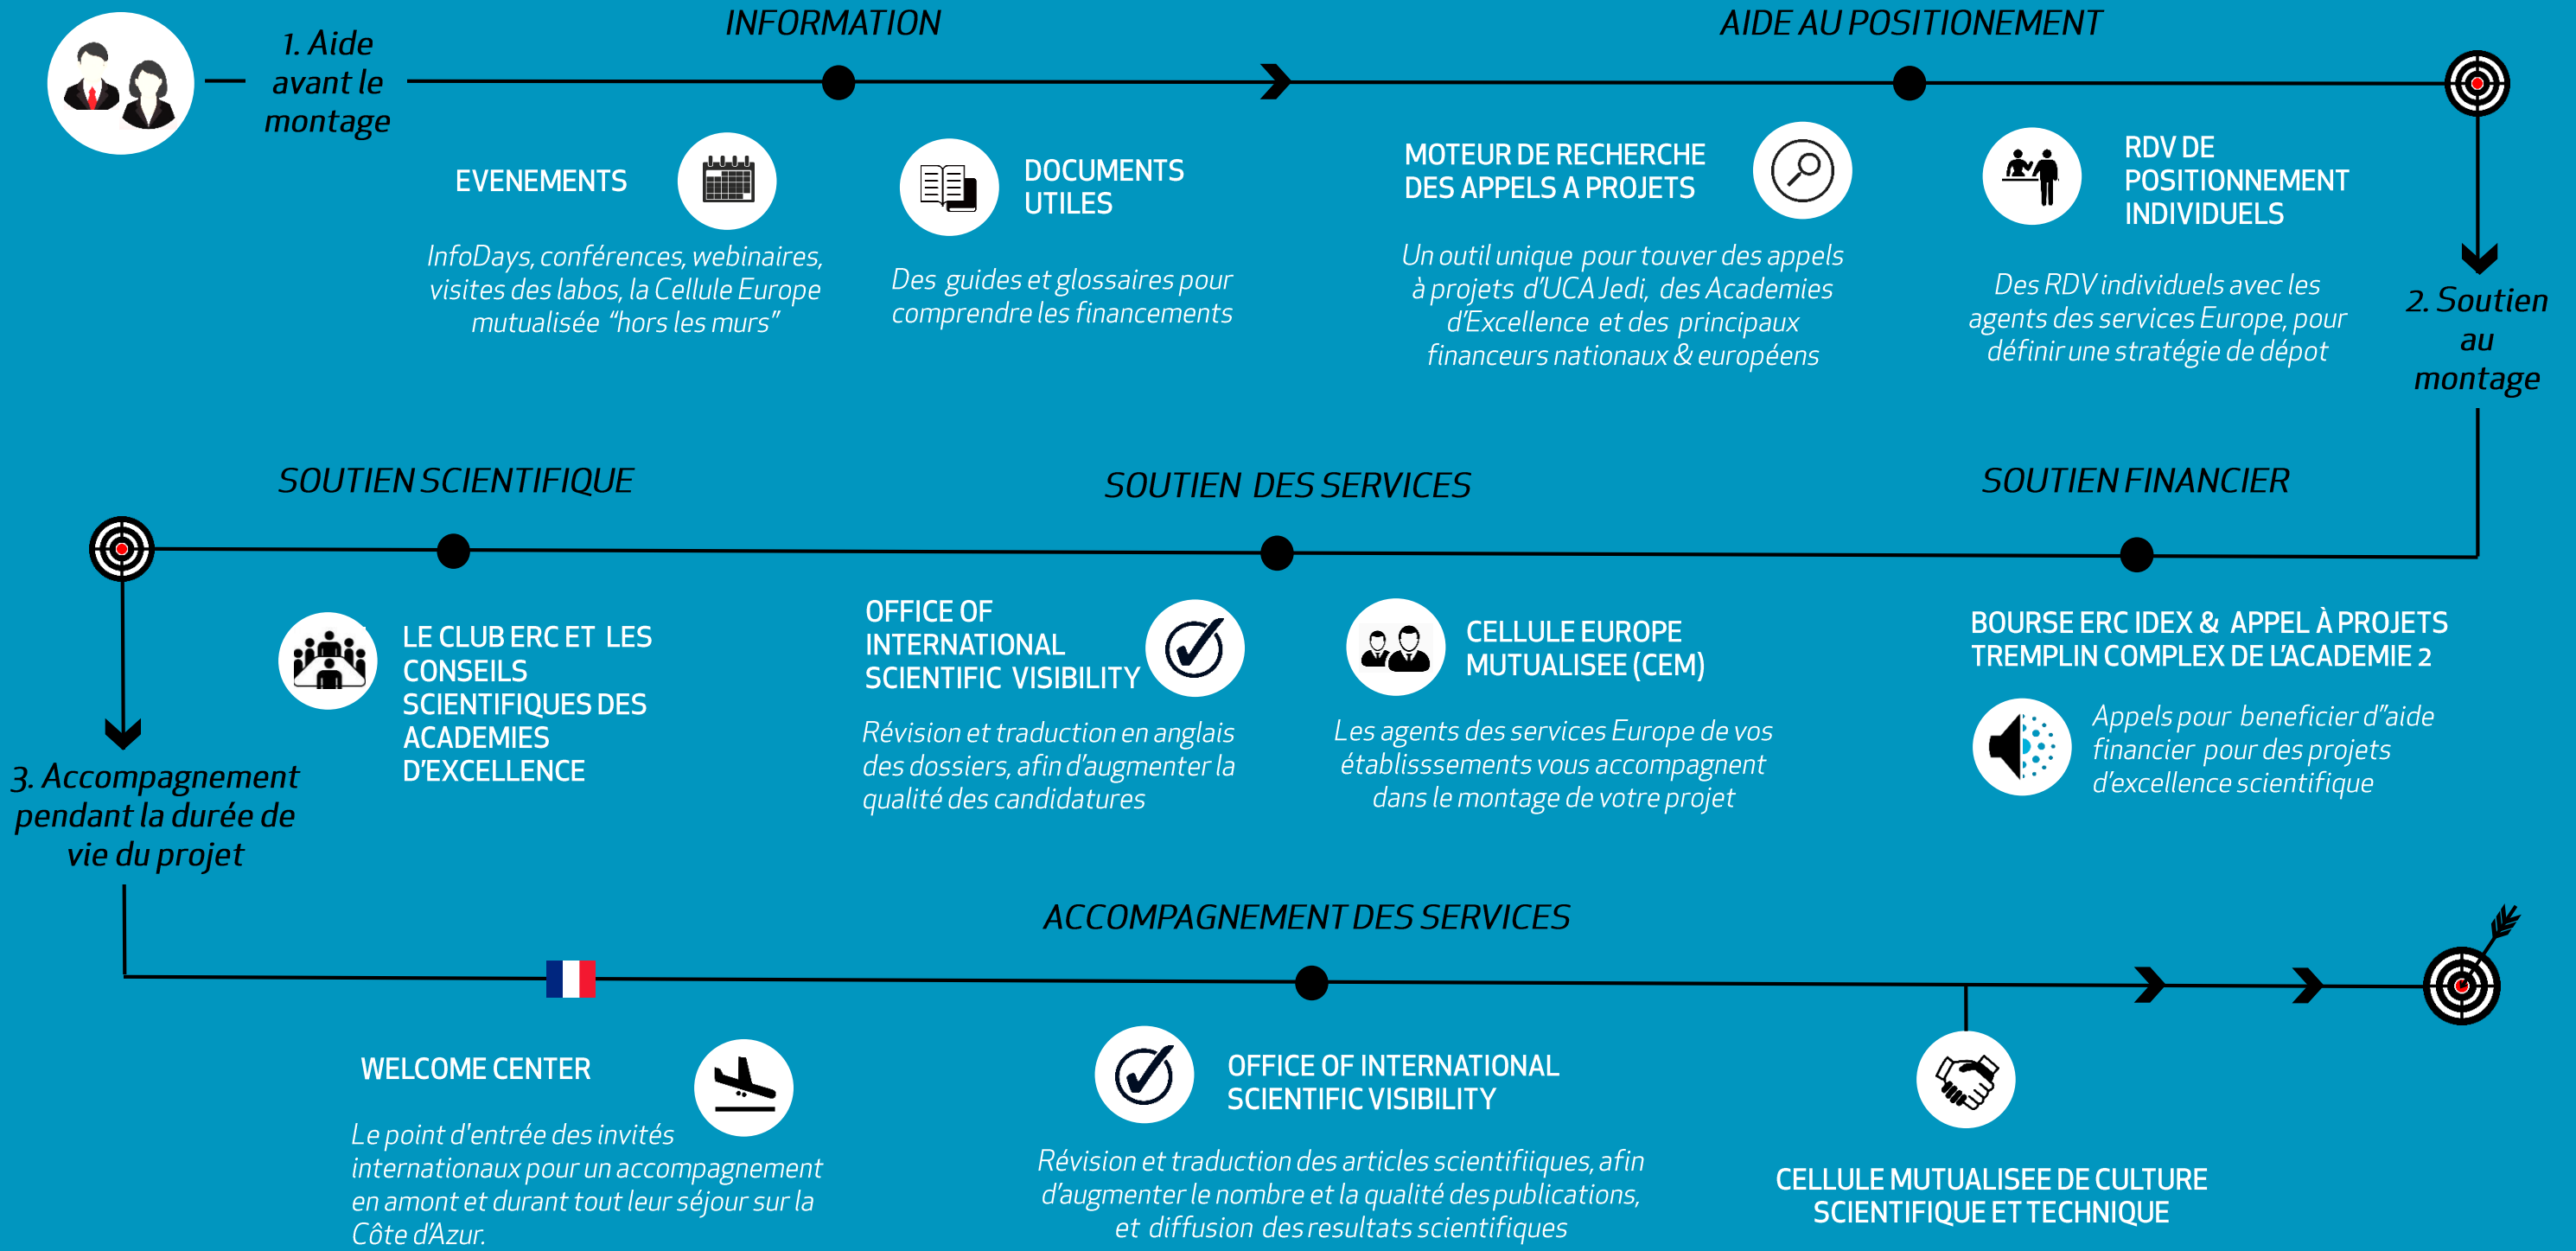 1. Aide
avant le
montage
INFORMATION
EVENEMENTS
InfoDays, conférences, webinaires,
visites des labos, la Cellule Europe
mutualisée "hors les murs"
DOCUMENTS
UTILES
Des guides et glossaires pour
comprendre les financements
AIDE AU POSITIONEMENT
MOTEUR DE RECHERCHE
DES APPELS A PROJETS
Un outil unique pour touver des appels
à projets d'UCA Jedi, des Academies
d'Excellence et des principaux
financeurs nationaux & européens
RDV DE
POSITIONNEMENT
INDIVIDUELS
Des RDV individuels avec les
agents des services Europe, pour
définir une stratégie de dépot
2. Soutien
au
montage
SOUTIEN SCIENTIFIQUE
LE CLUB ERC ET LES
CONSEILS
SCIENTIFIQUES DES
ACADEMIES
D'EXCELLENCE
SOUTIEN DES SERVICES
OFFICE OF
INTERNATIONAL
SCIENTIFIC VISIBILITY
Révision et traduction en anglais
des dossiers, afin d'augmenter la
qualité des candidatures
CELLULE EUROPE
MUTUALISEE (CEM)
Les agents des services Europe de vos
établisssements vous accompagnent
dans le montage de votre projet
SOUTIEN FINANCIER
BOURSE ERC IDEX & APPEL À PROJETS
TREMPLIN COMPLEX DE L'ACADEMIE 2
Appels pour beneficier d"aide
financier pour des projets
d'excellence scientifique
3. Accompagnement
pendant la durée de
vie du projet
ACCOMPAGNEMENT DES SERVICES
WELCOME CENTER
Le point d'entrée des invités
internationaux pour un accompagnement
en amont et durant tout leur séjour sur la
Côte d'Azur.
OFFICE OF INTERNATIONAL
SCIENTIFIC VISIBILITY
Révision et traduction des articles scientifiiques, afin
d'augmenter le nombre et la qualité des publications,
et diffusion des resultats scientifiques
CELLULE MUTUALISEE DE CULTURE
SCIENTIFIQUE ET TECHNIQUE